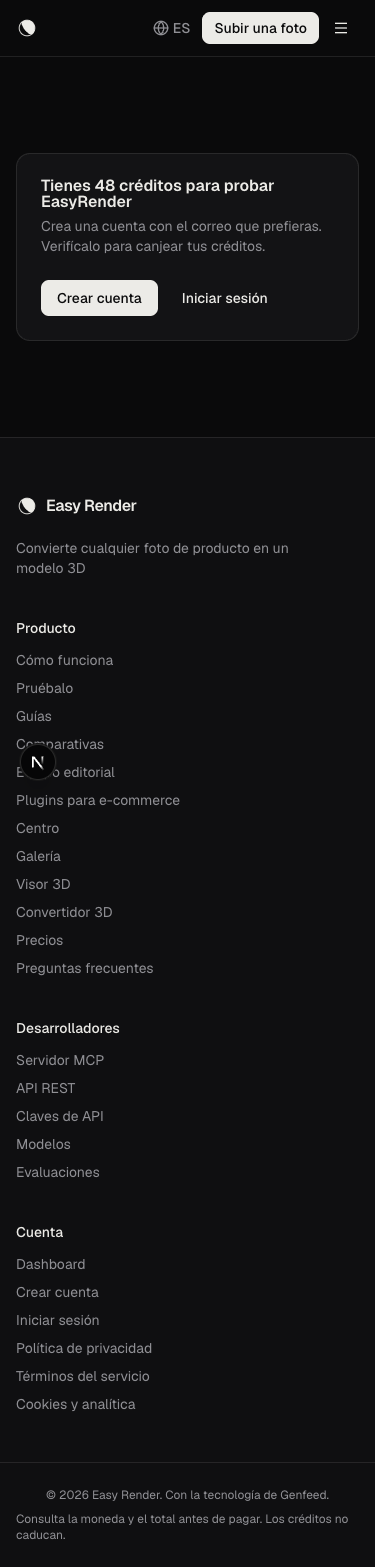 ES
Subir una foto
Tienes 48 créditos para probar
EasyRender
Crea una cuenta con el correo que prefieras.
Verifícalo para canjear tus créditos.
Crear cuenta
Iniciar sesión
Easy Render
Convierte cualquier foto de producto en un
modelo 3D
Producto
Cómo funciona
Pruébalo
Guías
Comparativas
editorial
Plugins para e-commerce
Centro
Galería
Visor 3D
Convertidor 3D
Precios
Preguntas frecuentes
Desarrolladores
Servidor MCP
API REST
Claves de API
Modelos
Evaluaciones
Cuenta
Dashboard
Crear cuenta
Iniciar sesión
Política de privacidad
Términos del servicio
Cookies y analítica
© 2026 Easy Render. Con la tecnología de Genfeed.
Consulta la moneda y el total antes de pagar. Los créditos no
caducan.